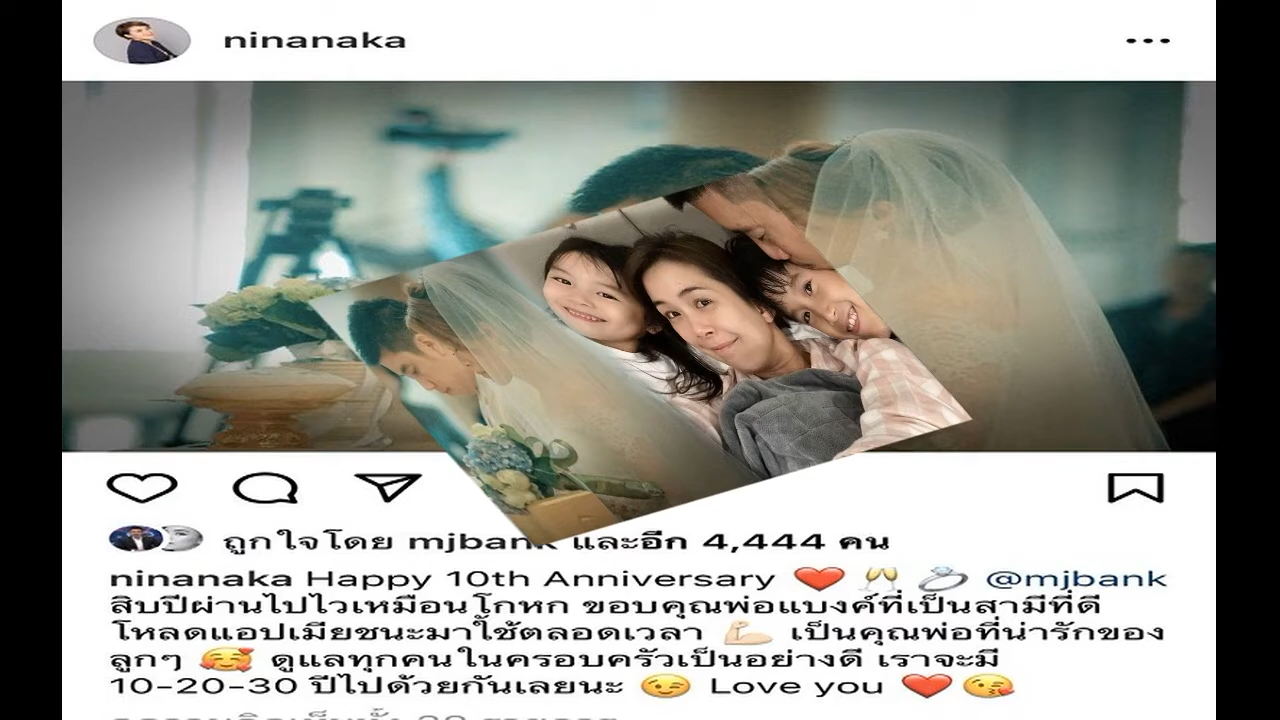 ninanaka
ถูกใจโดย mjbank และอีก 4,444 คน
ninanaka Happy 10th Anniversary ❤️🥂💍 @mjbank
สิบปีผ่านไปไวเหมือนโกหก ขอบคุณพ่อแบงค์ที่เป็นสามีที่ดี
โหลดแอปเมียชนะมาใช้ตลอดเวลา 💪🏻 เป็นคุณพ่อที่น่ารักของ
ลูกๆ 🥰 ดูแลทุกคนในครอบครัวเป็นอย่างดี เราจะมี
10-20-30 ปีไปด้วยกันเลยนะ 😉 Love you ❤️😘